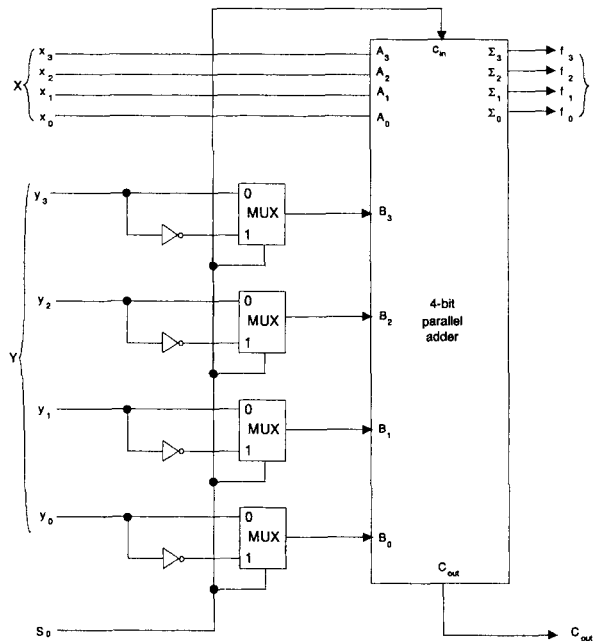 C_in
X
x_3
x_2
x_1
x_0
A_3
A_2
A_1
A_0
Σ_3
Σ_2
Σ_1
Σ_0
f_3
f_2
f_1
f_0
Y
y_3
0
MUX
1
B_3
y_2
0
MUX
1
B_2
4-bit
parallel
adder
y_1
0
MUX
1
B_1
y_0
0
MUX
1
B_0
C_out
S_0
C_out